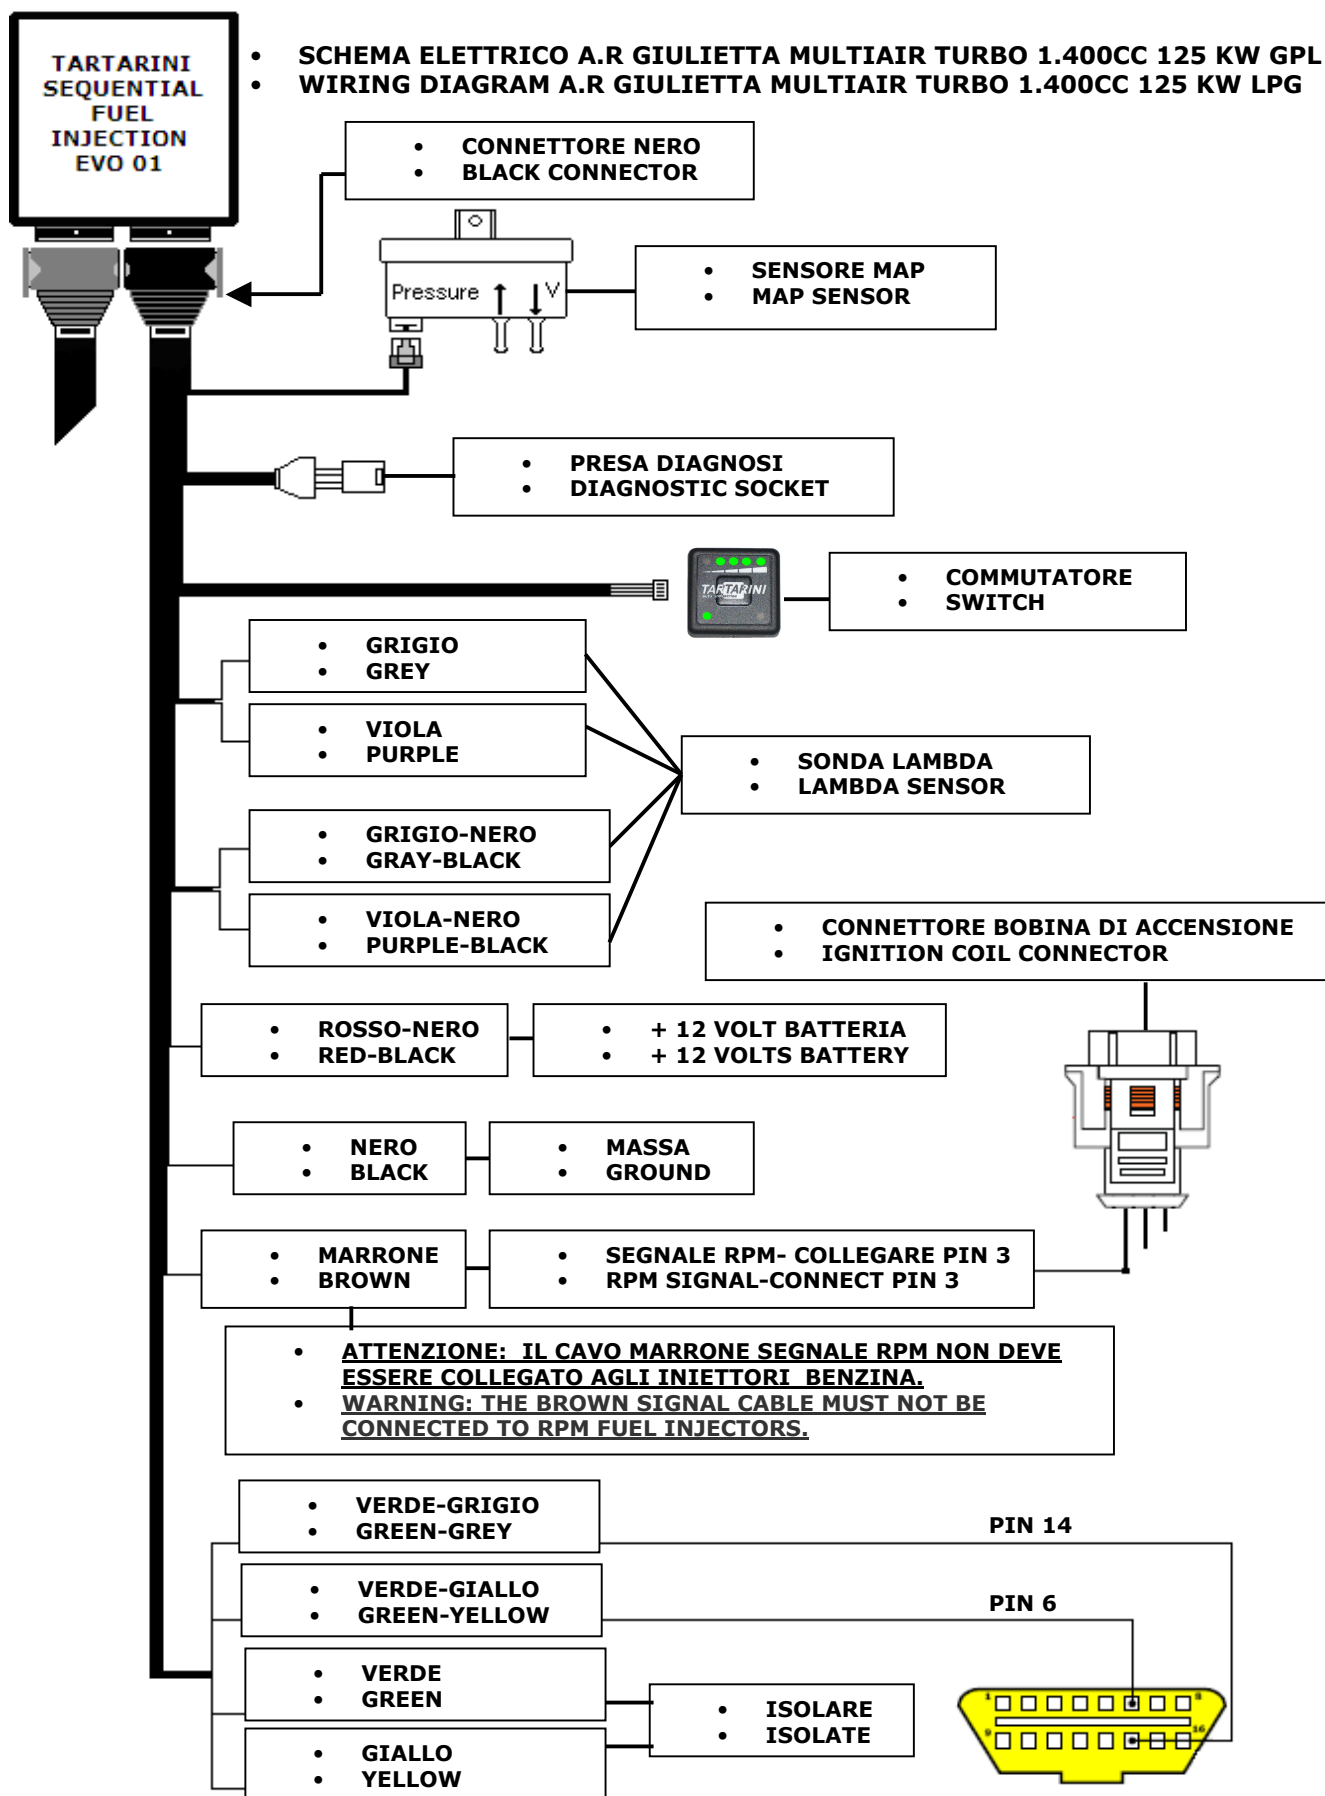 TARTARINI
SEQUENTIAL
FUEL
INJECTION
EVO 01
• SCHEMA ELETTRICO A.R GIULIETTA MULTIAIR TURBO 1.400CC 125 KW GPL
• WIRING DIAGRAM A.R GIULIETTA MULTIAIR TURBO 1.400CC 125 KW LPG
• CONNETTORE NERO
• BLACK CONNECTOR
Pressure V
• SENSORE MAP
• MAP SENSOR
• PRESA DIAGNOSI
• DIAGNOSTIC SOCKET
TARTARINI
• COMMUTATORE
• SWITCH
• GRIGIO
• GREY
• VIOLA
• PURPLE
• SONDA LAMBDA
• LAMBDA SENSOR
• GRIGIO-NERO
• GRAY-BLACK
• VIOLA-NERO
• PURPLE-BLACK
• CONNETTORE BOBINA DI ACCENSIONE
• IGNITION COIL CONNECTOR
• ROSSO-NERO
• RED-BLACK
• + 12 VOLT BATTERIA
• + 12 VOLTS BATTERY
• NERO
• BLACK
• MASSA
• GROUND
• MARRONE
• BROWN
• SEGNALE RPM- COLLEGARE PIN 3
• RPM SIGNAL-CONNECT PIN 3
• ATTENZIONE: IL CAVO MARRONE SEGNALE RPM NON DEVE
ESSERE COLLEGATO AGLI INIETTORI BENZINA.
• WARNING: THE BROWN SIGNAL CABLE MUST NOT BE
CONNECTED TO RPM FUEL INJECTORS.
• VERDE-GRIGIO
• GREEN-GREY
PIN 14
• VERDE-GIALLO
• GREEN-YELLOW
PIN 6
• VERDE
• GREEN
• ISOLARE
• ISOLATE
• GIALLO
• YELLOW
1 8
9 16